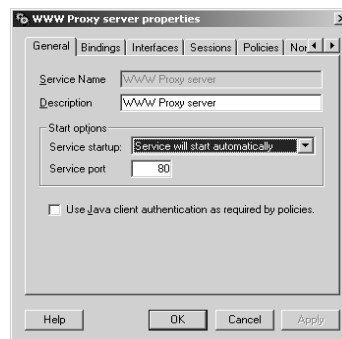 WWW Proxy server properties
General Bindings Interfaces Sessions Policies
Service Name WWW Proxy server
Description WWW Proxy server
Start options
Service startup: Service will start automatically
Service port 80
Use Java client authentication as required by policies.
Help OK Cancel Apply